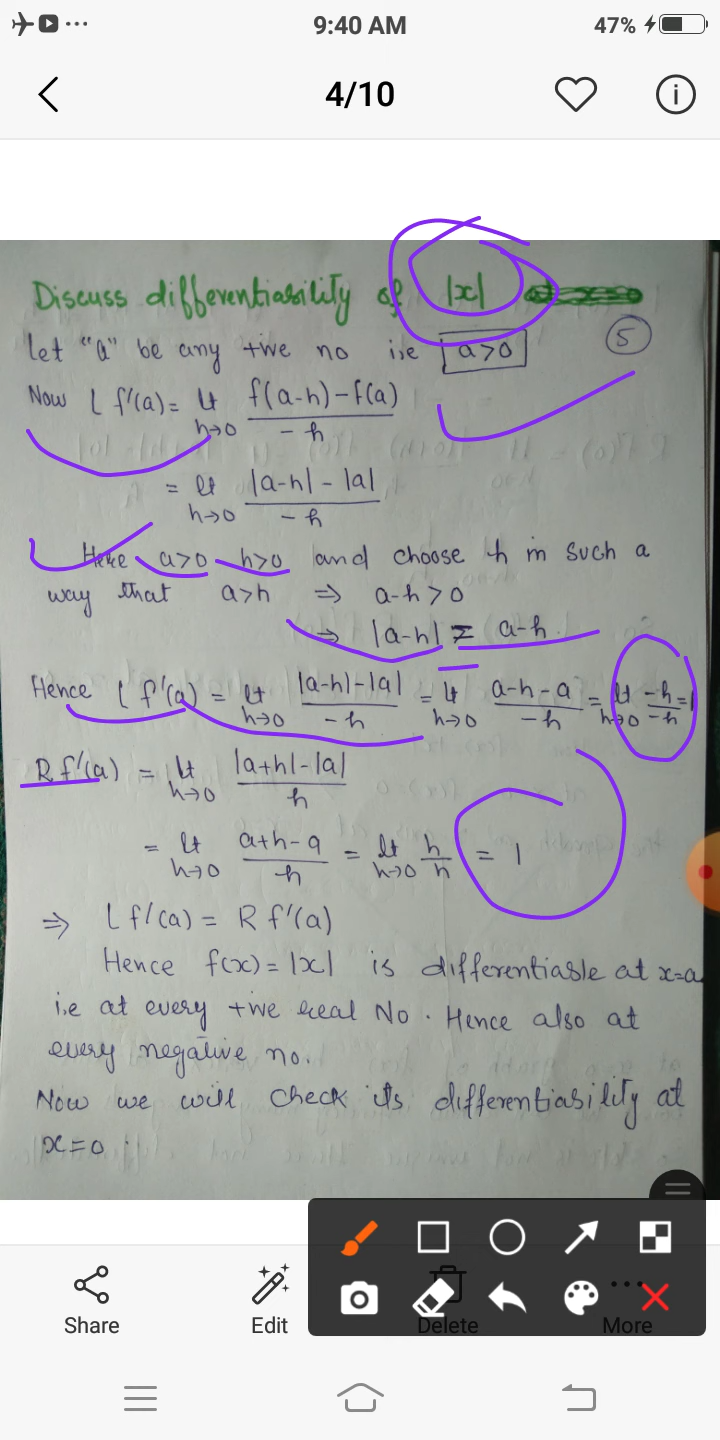 9:40 AM
47%
4/10
Discuss differentiability of |x|
Let "a" be any +ive no i.e a>0
5
Now L f'(a) = lt h→0 f(a-h)-f(a) / -h
= lt h→0 |a-h| - |a| / -h
Here a>0 h>0 and choose h in such a
way that a>h ⇒ a-h>0
⇒ |a-h| = a-h
Hence L f'(a) = lt h→0 |a-h|-|a| / -h = lt h→0 a-h-a / -h = lt h→0 -h/-h = 1
R f'(a) = lt h→0 |a+h|-|a| / h
= lt h→0 a+h-a / h = lt h→0 h/h = 1
⇒ L f'(a) = R f'(a)
Hence f(x) = |x| is differentiable at x=a
i.e at every +ive real No. Hence also at
every negative no.
Now we will check its differentiability at
x=0
Share
Edit
Delete
More